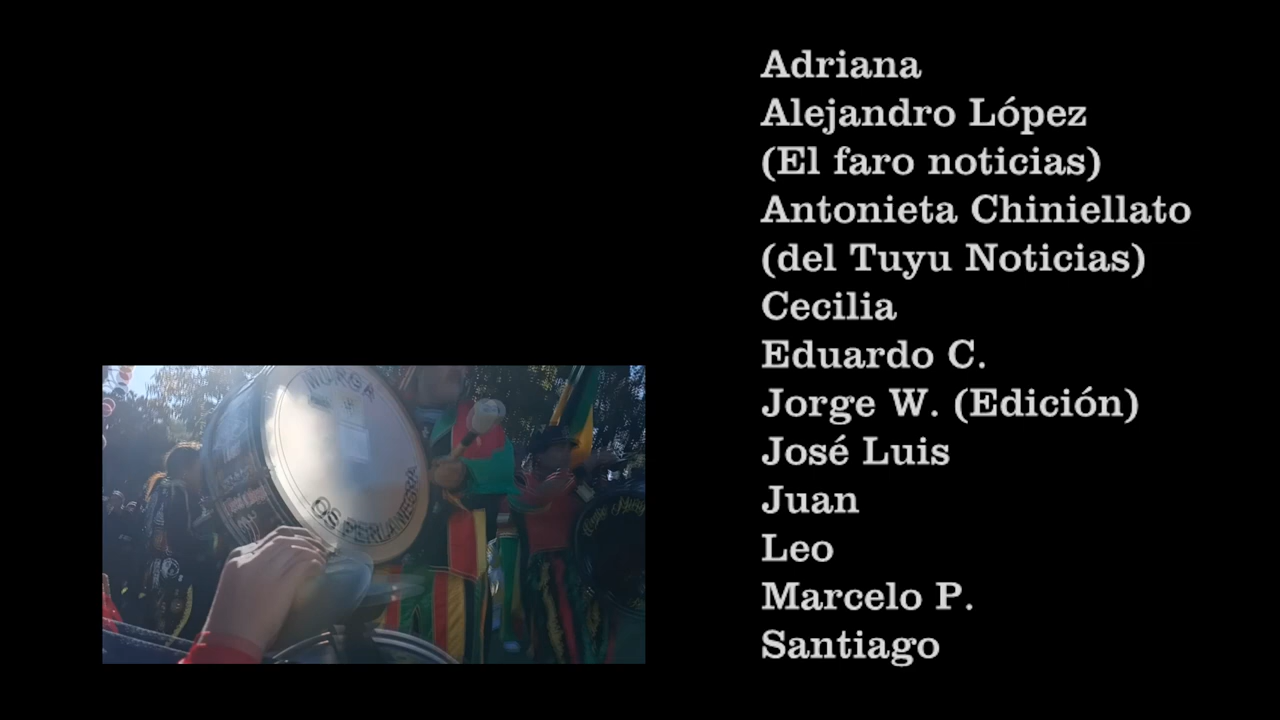 Adriana
Alejandro López
(El faro noticias)
Antonieta Chiniellato
(del Tuyu Noticias)
Cecilia
Eduardo C.
Jorge W. (Edición)
José Luis
Juan
Leo
Marcelo P.
Santiago
MURGA
OS PERLANEGRA